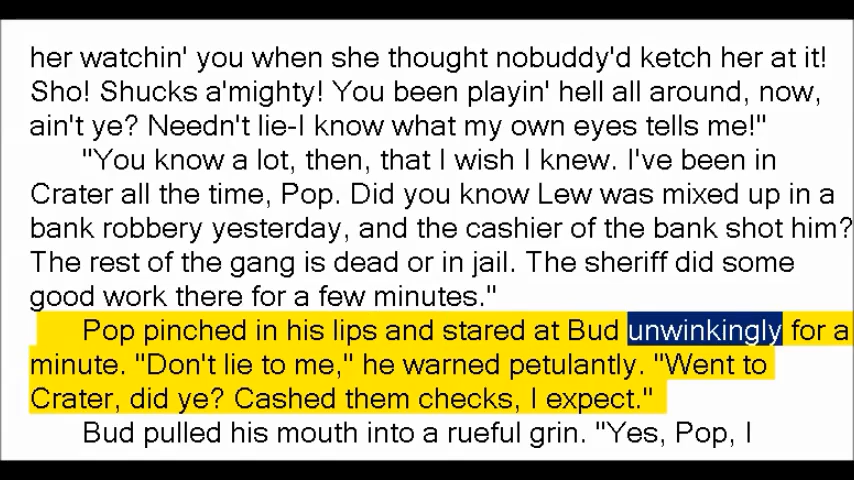 her watchin' you when she thought nobuddy'd ketch her at it!
Sho! Shucks a'mighty! You been playin' hell all around, now,
ain't ye? Needn't lie-I know what my own eyes tells me!"
"You know a lot, then, that I wish I knew. I've been in
Crater all the time, Pop. Did you know Lew was mixed up in a
bank robbery yesterday, and the cashier of the bank shot him?
The rest of the gang is dead or in jail. The sheriff did some
good work there for a few minutes."
Pop pinched in his lips and stared at Bud unwinkingly for a
minute. "Don't lie to me," he warned petulantly. "Went to
Crater, did ye? Cashed them checks, I expect."
Bud pulled his mouth into a rueful grin. "Yes, Pop, I